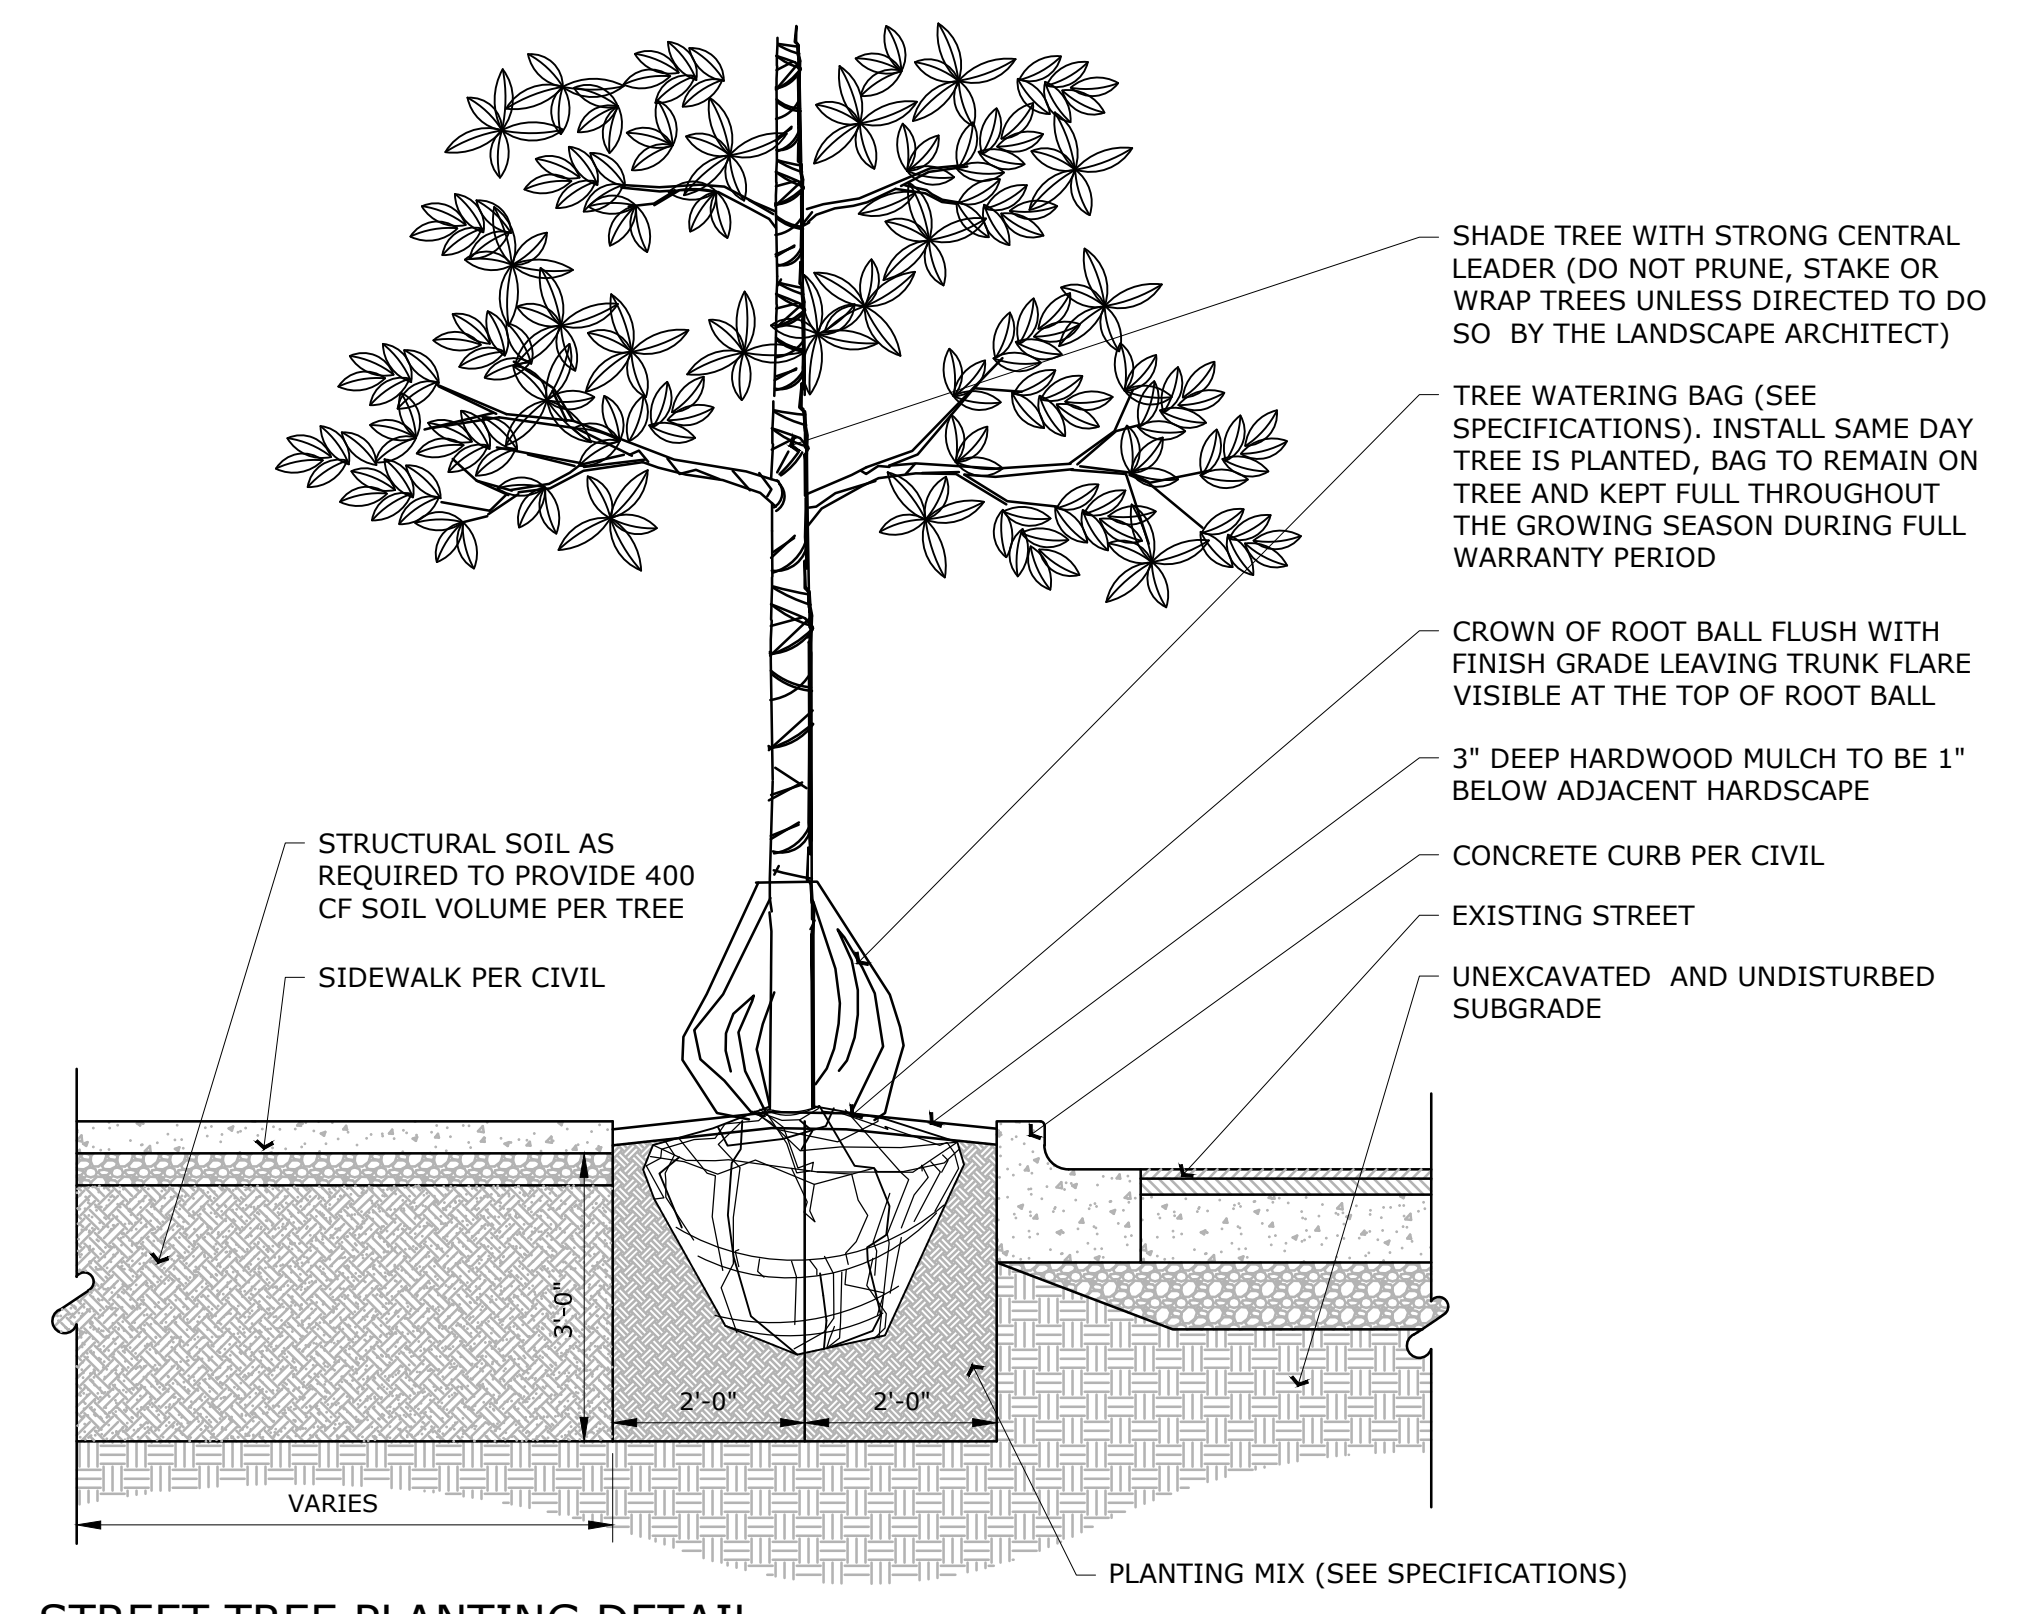 SHADE TREE WITH STRONG CENTRAL
LEADER (DO NOT PRUNE, STAKE OR
WRAP TREES UNLESS DIRECTED TO DO
SO  BY THE LANDSCAPE ARCHITECT)
TREE WATERING BAG (SEE
SPECIFICATIONS). INSTALL SAME DAY
TREE IS PLANTED, BAG TO REMAIN ON
TREE AND KEPT FULL THROUGHOUT
THE GROWING SEASON DURING FULL
WARRANTY PERIOD
CROWN OF ROOT BALL FLUSH WITH
FINISH GRADE LEAVING TRUNK FLARE
VISIBLE AT THE TOP OF ROOT BALL
3" DEEP HARDWOOD MULCH TO BE 1"
BELOW ADJACENT HARDSCAPE
CONCRETE CURB PER CIVIL
EXISTING STREET
UNEXCAVATED  AND UNDISTURBED
SUBGRADE
STRUCTURAL SOIL AS
REQUIRED TO PROVIDE 400
CF SOIL VOLUME PER TREE
SIDEWALK PER CIVIL
3'-0"
2'-0"
2'-0"
VARIES
PLANTING MIX (SEE SPECIFICATIONS)
STREET TREE PLANTING DETAIL